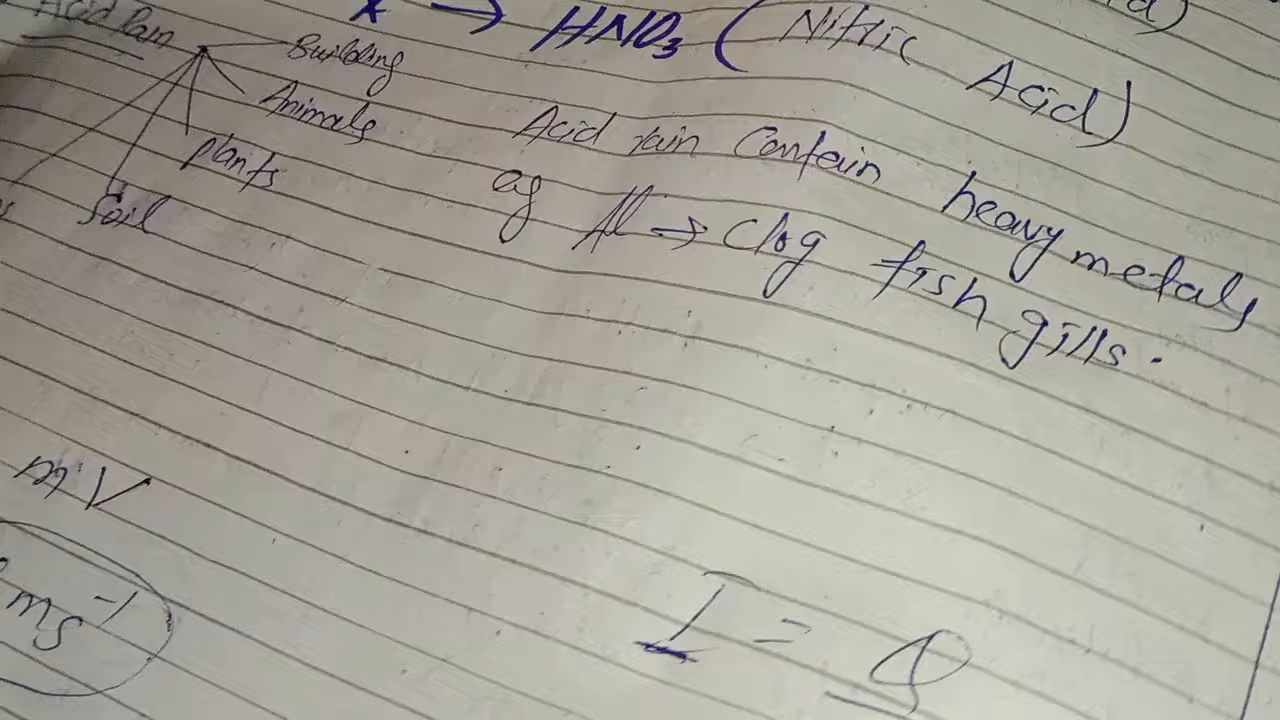 → HNO3 (Nitric Acid)
Acid Rain
Building
Animals
plants
Soil
Acid rain Contain heavy metals
eg Al → Clog fish gills.
mV
ms-1
I = Q